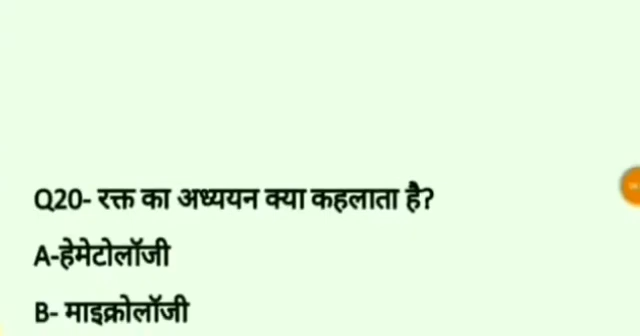 Q20- रक्त का अध्ययन क्या कहलाता है?
A-हेमेटोलॉजी
B- माइक्रोलॉजी